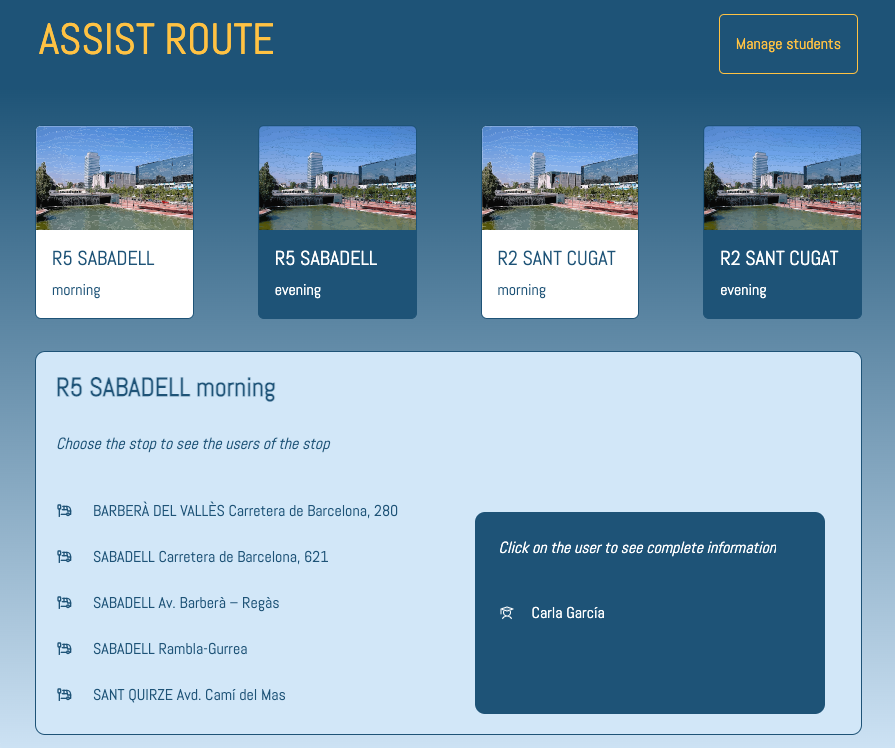 ASSIST ROUTE
Manage students
R5 SABADELL
morning
R5 SABADELL
evening
R2 SANT CUGAT
morning
R2 SANT CUGAT
evening
R5 SABADELL morning
Choose the stop to see the users of the stop
BARBERÀ DEL VALLÈS Carretera de Barcelona, 280
SABADELL Carretera de Barcelona, 621
SABADELL Av. Barberà – Regàs
SABADELL Rambla-Gurrea
SANT QUIRZE Avd. Camí del Mas
Click on the user to see complete information
Carla García